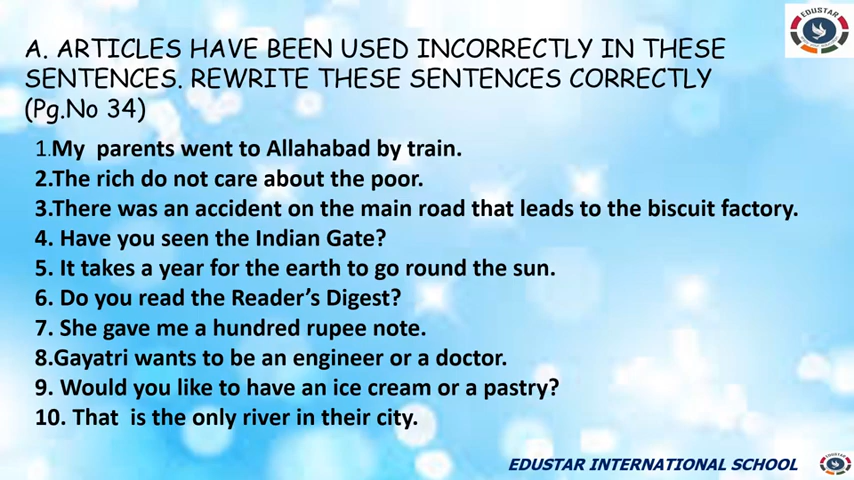 EDUSTAR
A. ARTICLES HAVE BEEN USED INCORRECTLY IN THESE
SENTENCES. REWRITE THESE SENTENCES CORRECTLY
(Pg.No 34)
1.My parents went to Allahabad by train.
2.The rich do not care about the poor.
3.There was an accident on the main road that leads to the biscuit factory.
4. Have you seen the Indian Gate?
5. It takes a year for the earth to go round the sun.
6. Do you read the Reader's Digest?
7. She gave me a hundred rupee note.
8.Gayatri wants to be an engineer or a doctor.
9. Would you like to have an ice cream or a pastry?
10. That is the only river in their city.
EDUSTAR INTERNATIONAL SCHOOL